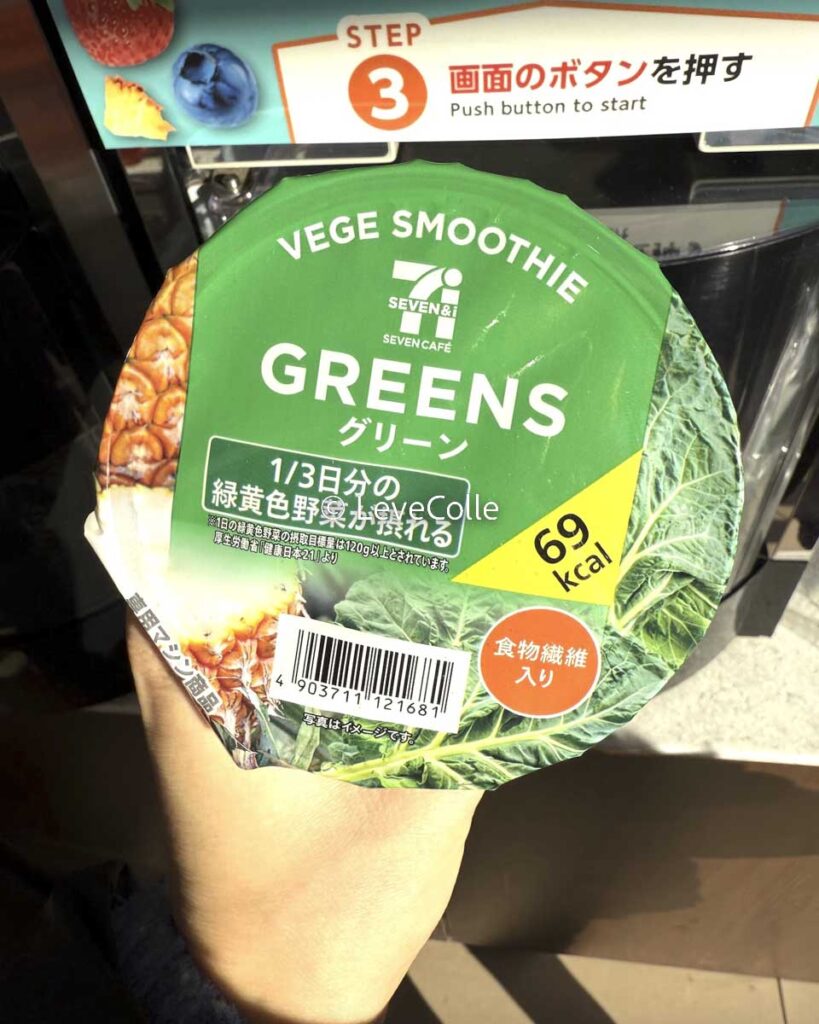 STEP
3
画面のボタンを押す
Push button to start
VEGE SMOOTHIE
SEVEN&i
SEVEN CAFÉ
GREENS
グリーン
1/3日分の
緑黄色野菜が摂れる
© LeveColle
※1日の緑黄色野菜の摂取目標量は120g以上とされています。
厚生労働省「健康日本21」より
69
kcal
食物繊維
入り
専用マシン商品
4 903711 121681
写真はイメージです。